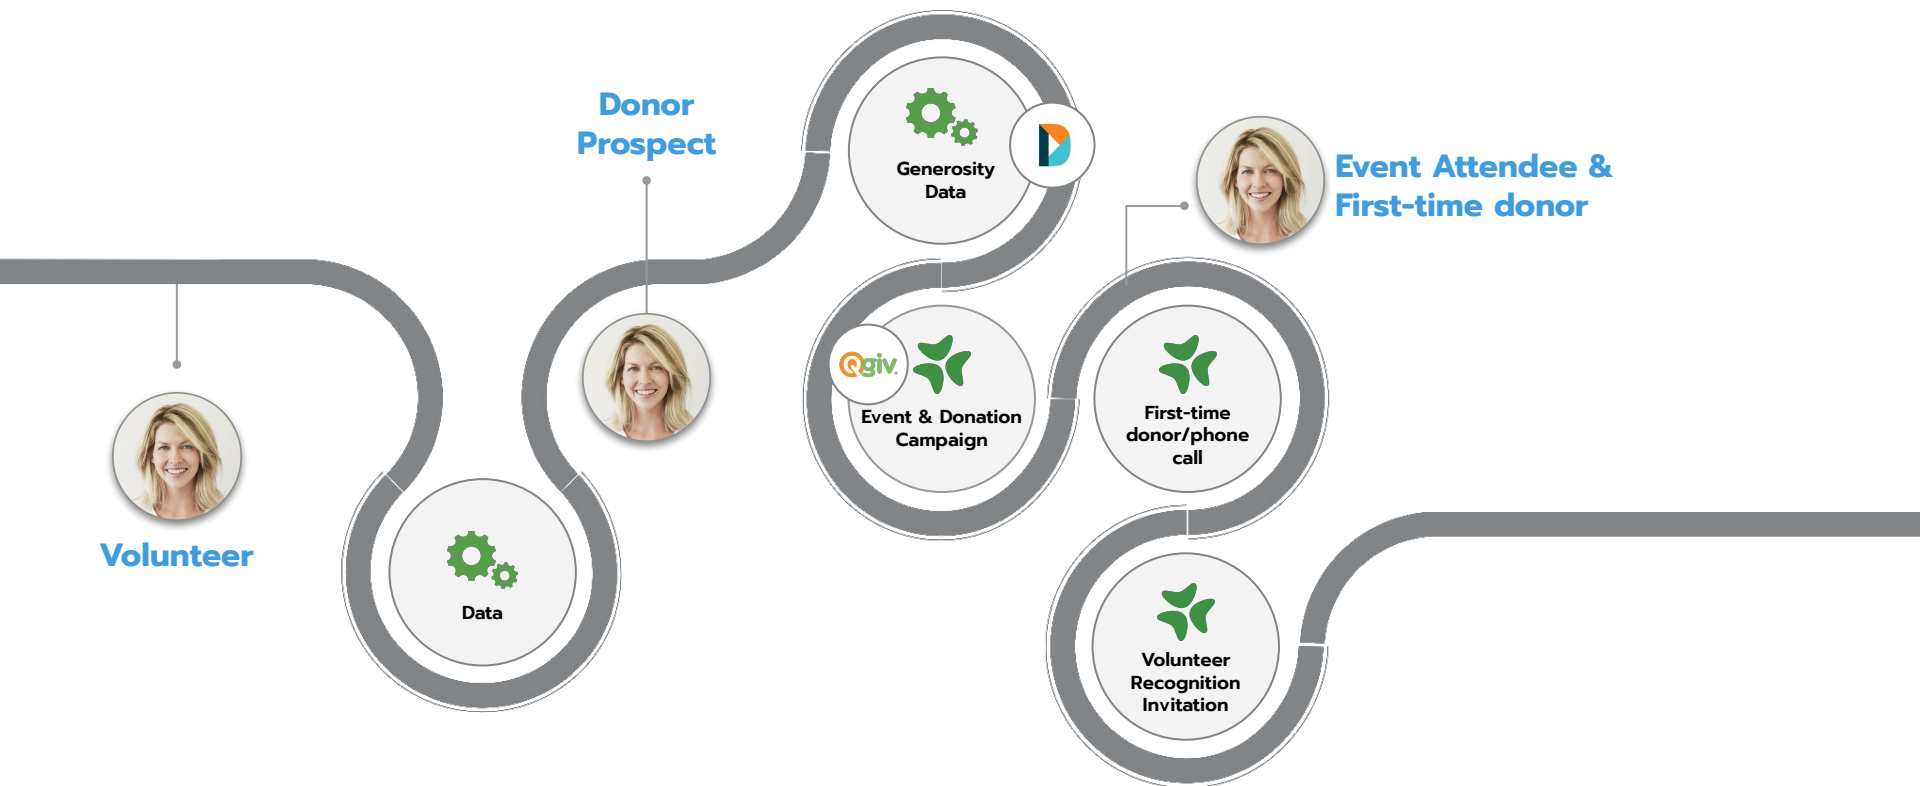 Volunteer
Data
Donor
Prospect
Generosity
Data
Qgiv
Event & Donation
Campaign
Event Attendee &
First-time donor
First-time
donor/phone
call
Volunteer
Recognition
Invitation